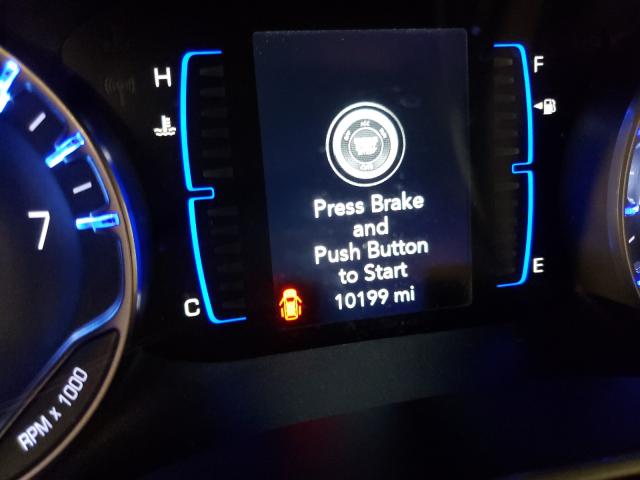 H
F
7
Press Brake
and
Push Button
to Start
10199 mi
C
E
RPM x 1000